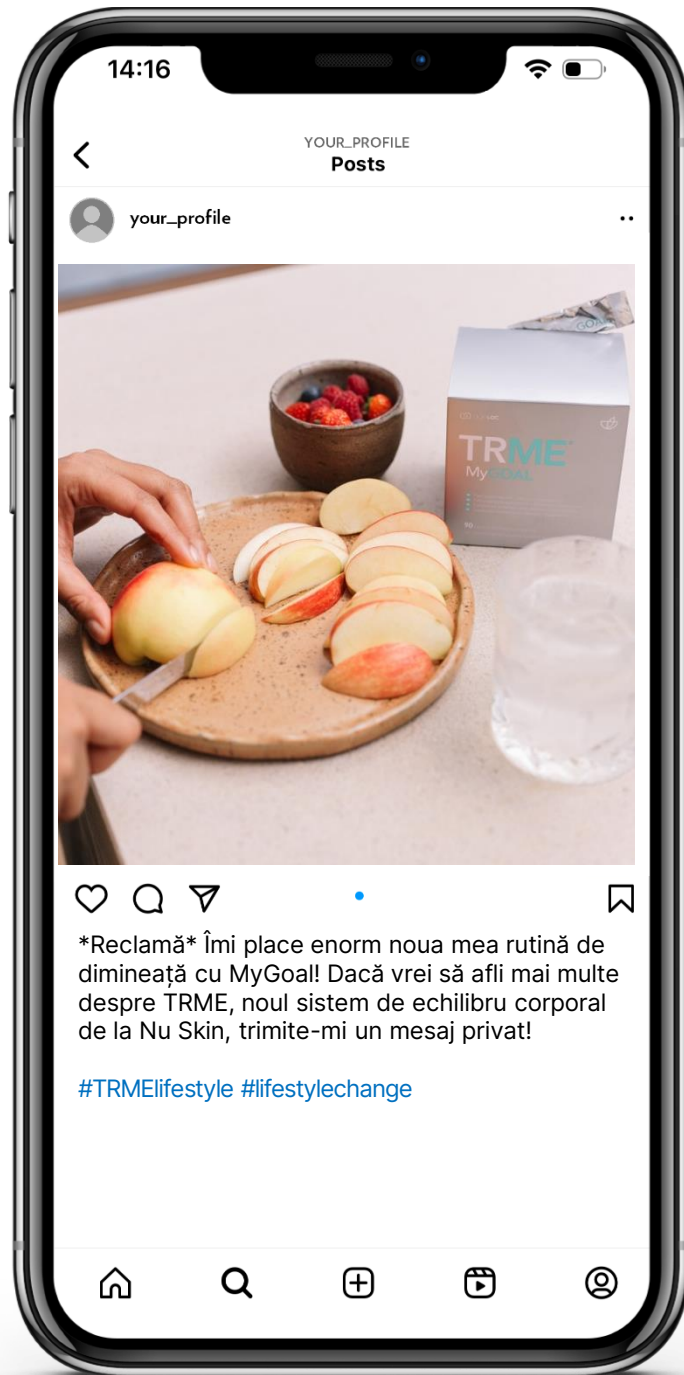 14:16
YOUR_PROFILE
Posts
your_profile
TRME
MyGOAL
*Reclamă* Îmi place enorm noua mea rutină de
dimineață cu MyGoal! Dacă vrei să afli mai multe
despre TRME, noul sistem de echilibru corporal
de la Nu Skin, trimite-mi un mesaj privat!
#TRMElifestyle #lifestylechange